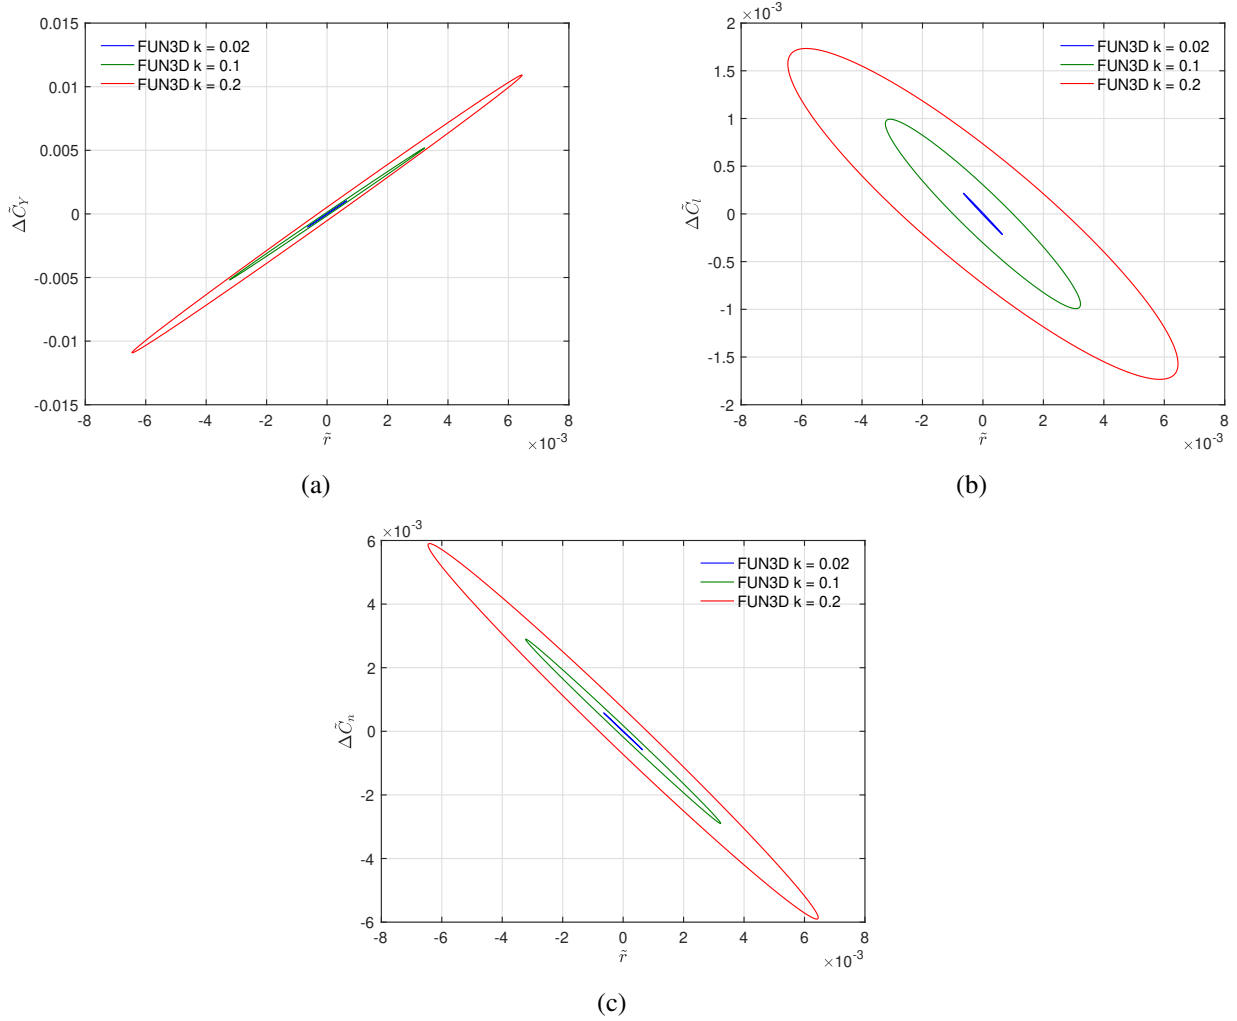 0.015
0.01
0.005
0
-0.005
-0.01
-0.015
ΔC̃_Y
FUN3D k = 0.02
FUN3D k = 0.1
FUN3D k = 0.2
-8 -6 -4 -2 0 2 4 6 8
r̃
×10⁻³
(a)
×10⁻³
2
1.5
1
0.5
0
-0.5
-1
-1.5
-2
ΔC̃_l
FUN3D k = 0.02
FUN3D k = 0.1
FUN3D k = 0.2
-8 -6 -4 -2 0 2 4 6 8
r̃
×10⁻³
(b)
×10⁻³
6
4
2
0
-2
-4
-6
ΔC̃_n
FUN3D k = 0.02
FUN3D k = 0.1
FUN3D k = 0.2
-8 -6 -4 -2 0 2 4 6 8
r̃
×10⁻³
(c)